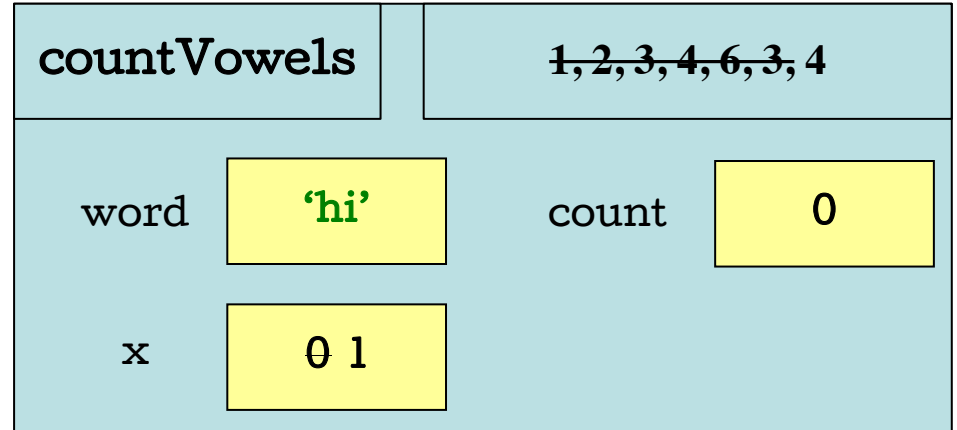 countVowels 1, 2, 3, 4, 6, 3, 4
word ‘hi’ count 0
x 0 1